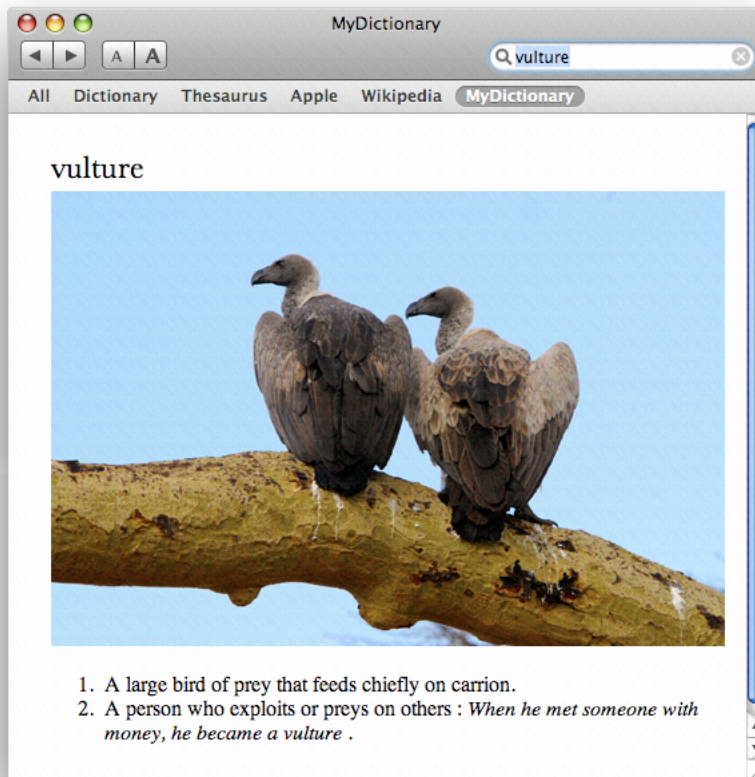 MyDictionary
A A
vulture
All Dictionary Thesaurus Apple Wikipedia MyDictionary
vulture
1. A large bird of prey that feeds chiefly on carrion.
2. A person who exploits or preys on others : When he met someone with
money, he became a vulture .